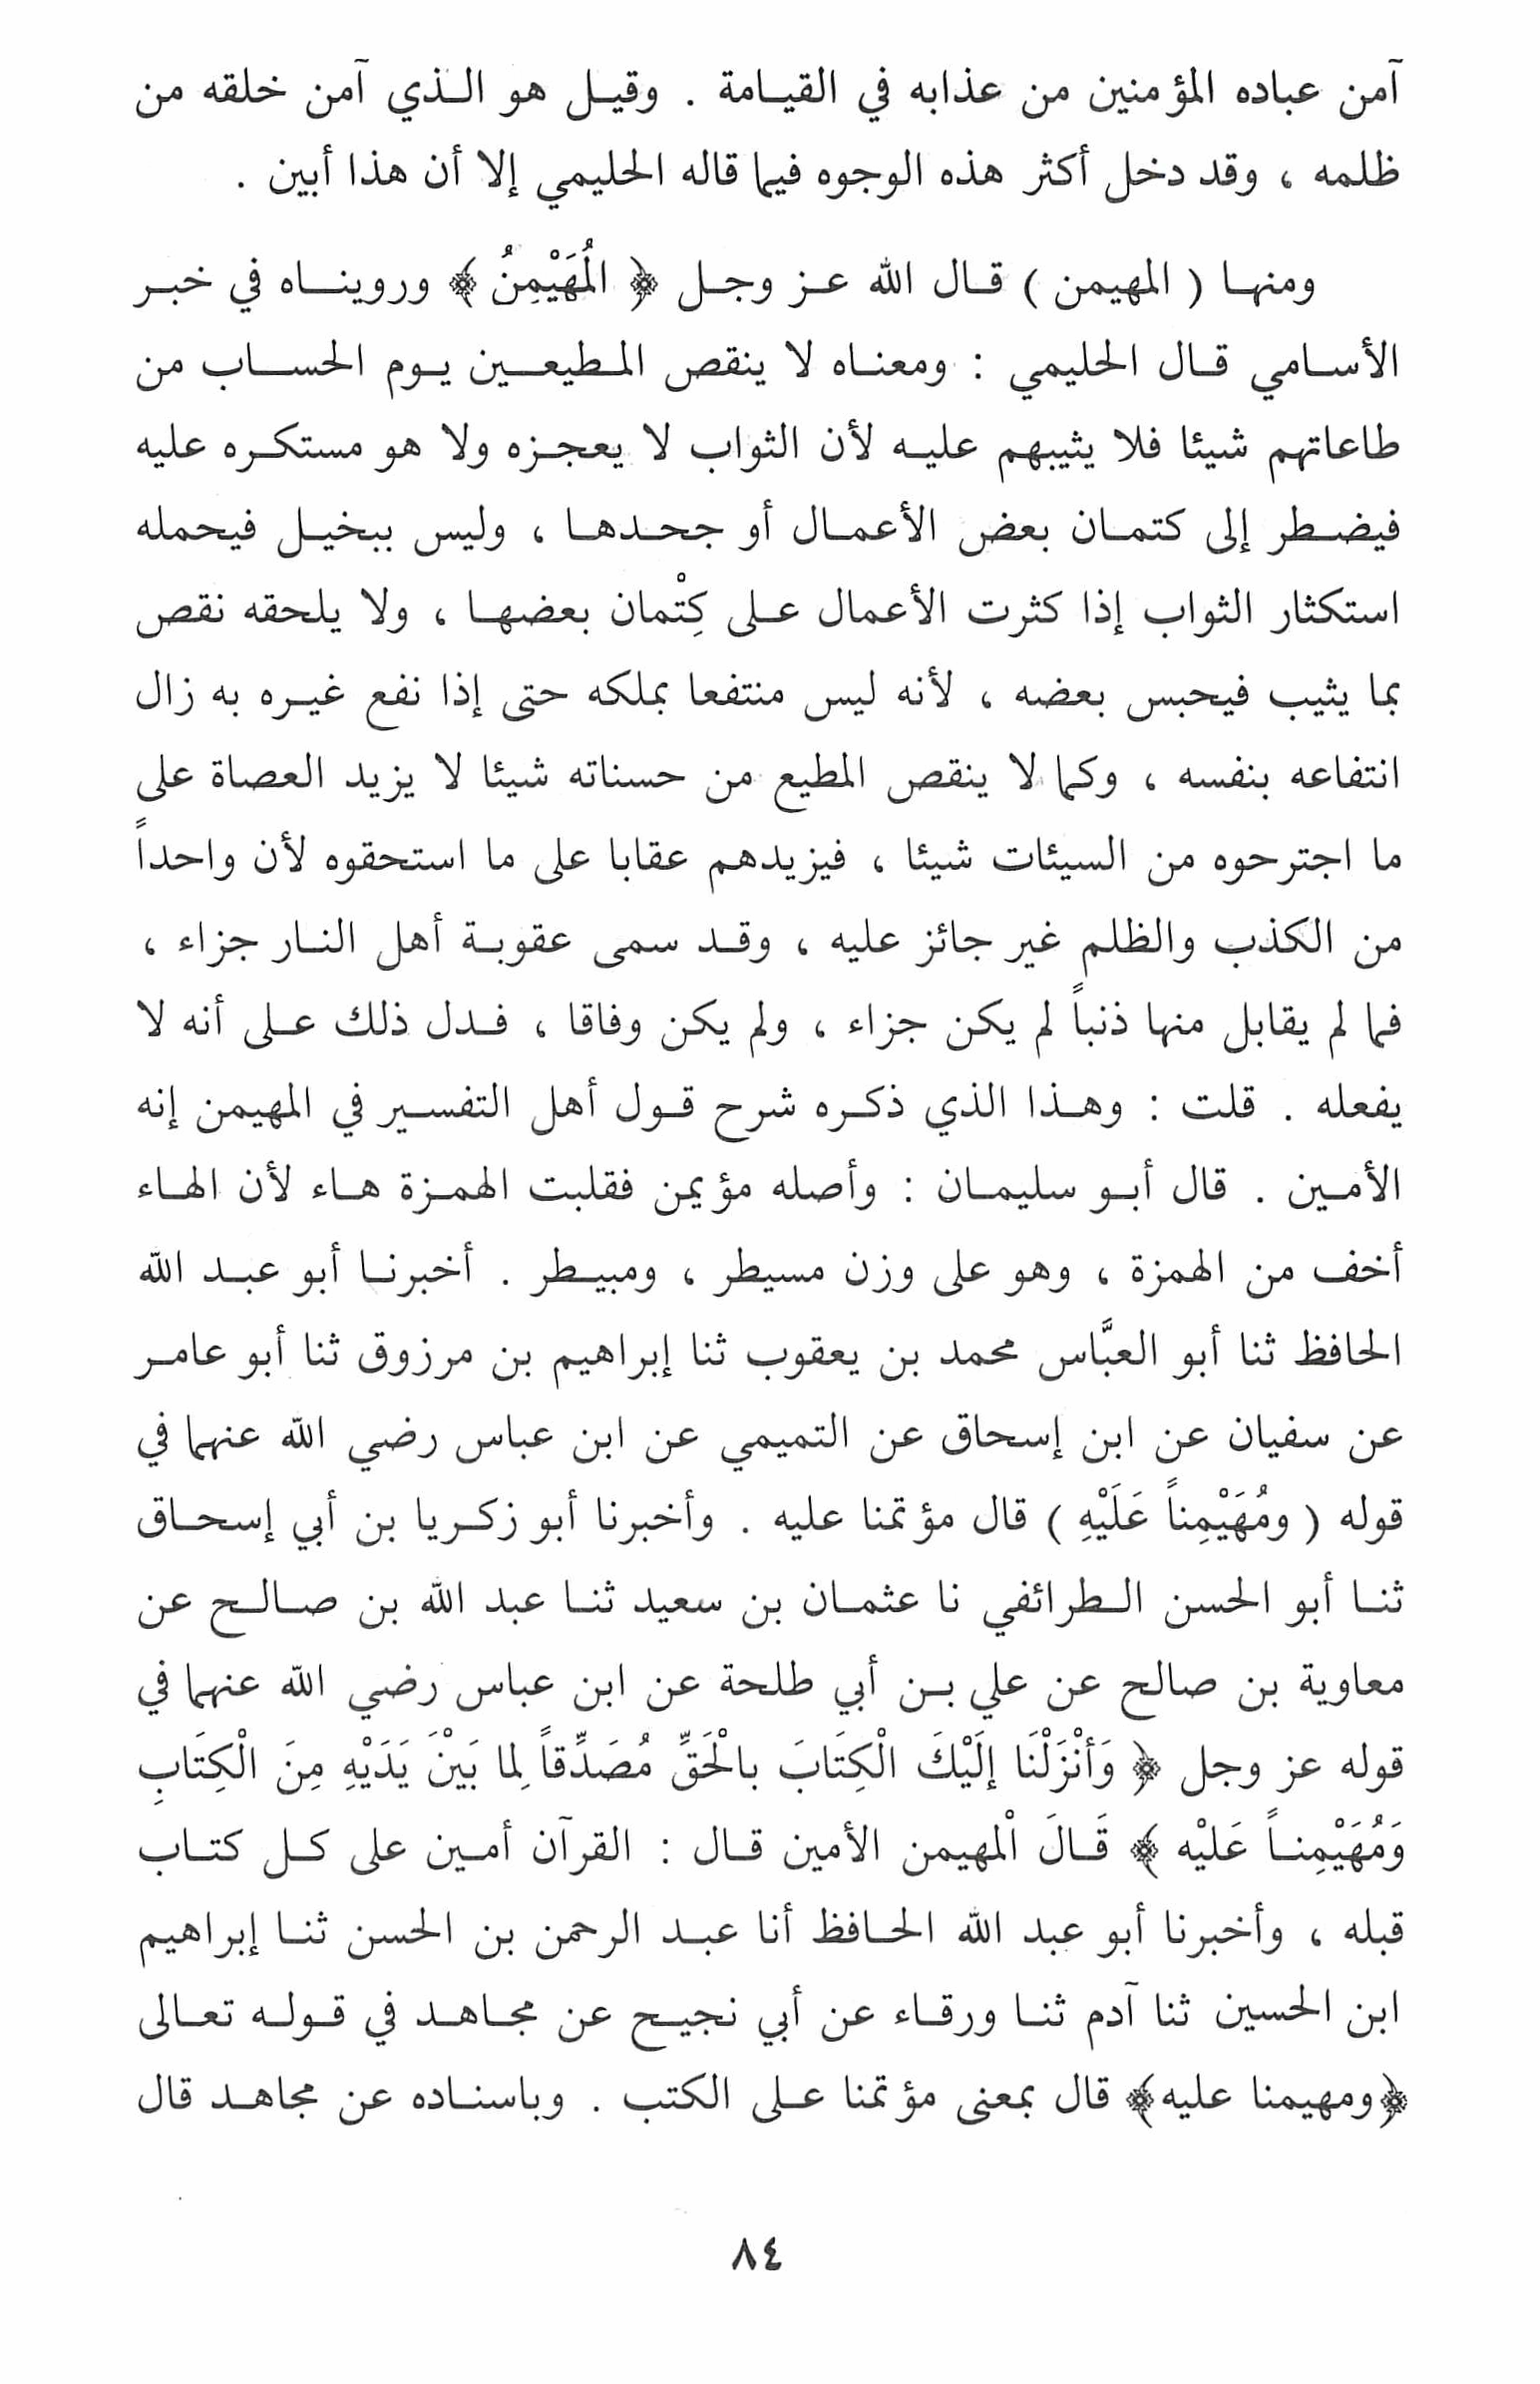 آمن عباده المؤمنين من عذابه في القيامة . وقيل هو الذي آمن خلقه من
ظلمه ، وقد دخل أكثر هذه الوجوه فيما قاله الحليمي إلا أن هذا أبين .
ومنها ( المهيمن ) قال الله عز وجل ﴿ الْمُهَيْمِنُ ﴾ ورويناه في خبر
الأسامي قال الحليمي : ومعناه لا ينقص المطيعين يوم الحساب من
طاعاتهم شيئا فلا يثيبهم عليه لأن الثواب لا يعجزه ولا هو مستكره عليه
فيضطر إلى كتمان بعض الأعمال أو جحدها ، وليس ببخيل فيحمله
استكثار الثواب إذا كثرت الأعمال على كِتْمان بعضها ، ولا يلحقه نقص
بما يثيب فيحبس بعضه ، لأنه ليس منتفعا بملكه حتى إذا نفع غيره به زال
انتفاعه بنفسه ، وكما لا ينقص المطيع من حسناته شيئا لا يزيد العصاة على
ما اجترحوه من السيئات شيئا ، فيزيدهم عقابا على ما استحقوه لأن واحداً
من الكذب والظلم غير جائز عليه ، وقد سمى عقوبة أهل النار جزاء ،
فما لم يقابل منها ذنباً لم يكن جزاء ، ولم يكن وفاقا ، فدل ذلك على أنه لا
يفعله . قلت : وهذا الذي ذكره شرح قول أهل التفسير في المهيمن إنه
الأمين . قال أبو سليمان : وأصله مؤيمن فقلبت الهمزة هاء لأن الهاء
أخف من الهمزة ، وهو على وزن مسيطر ، ومبيطر . أخبرنا أبو عبد الله
الحافظ ثنا أبو العبَّاس محمد بن يعقوب ثنا إبراهيم بن مرزوق ثنا أبو عامر
عن سفيان عن ابن إسحاق عن التميمي عن ابن عباس رضي الله عنهما في
قوله ( ومُهَيْمِناً عَلَيْهِ ) قال مؤتمنا عليه . وأخبرنا أبو زكريا بن أبي إسحاق
ثنا أبو الحسن الطرائفي نا عثمان بن سعيد ثنا عبد الله بن صالح عن
معاوية بن صالح عن علي بن أبي طلحة عن ابن عباس رضي الله عنهما في
قوله عز وجل ﴿ وَأَنْزَلْنَا إلَيْكَ الْكِتَابَ بالْحَقِّ مُصَدِّقاً لِما بَيْنَ يَدَيْهِ مِنَ الْكِتَابِ
وَمُهَيْمِناً عَليْه ﴾ قَالَ الْمهيمن الأمين قال : القرآن أمين على كل كتاب
قبله ، وأخبرنا أبو عبد الله الحافظ أنا عبد الرحمن بن الحسن ثنا إبراهيم
ابن الحسين ثنا آدم ثنا ورقاء عن أبي نجيح عن مجاهد في قوله تعالى
﴿ومهيمنا عليه﴾ قال بمعنى مؤتمنا على الكتب . وباسناده عن مجاهد قال
٨٤